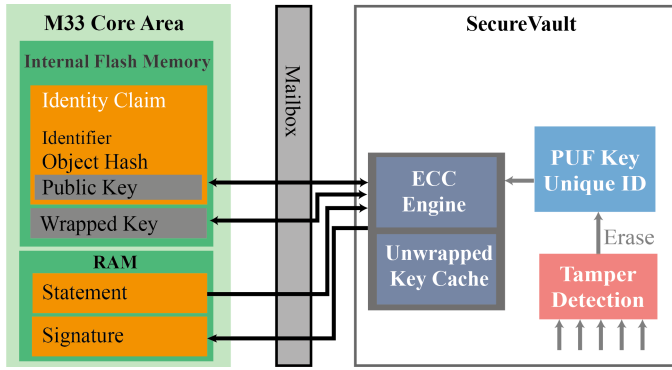 M33 Core Area
Internal Flash Memory
Identity Claim
Identifier
Object Hash
Public Key
Wrapped Key
RAM
Statement
Signature
Mailbox
SecureVault
ECC
Engine
Unwrapped
Key Cache
PUF Key
Unique ID
Erase
Tamper
Detection